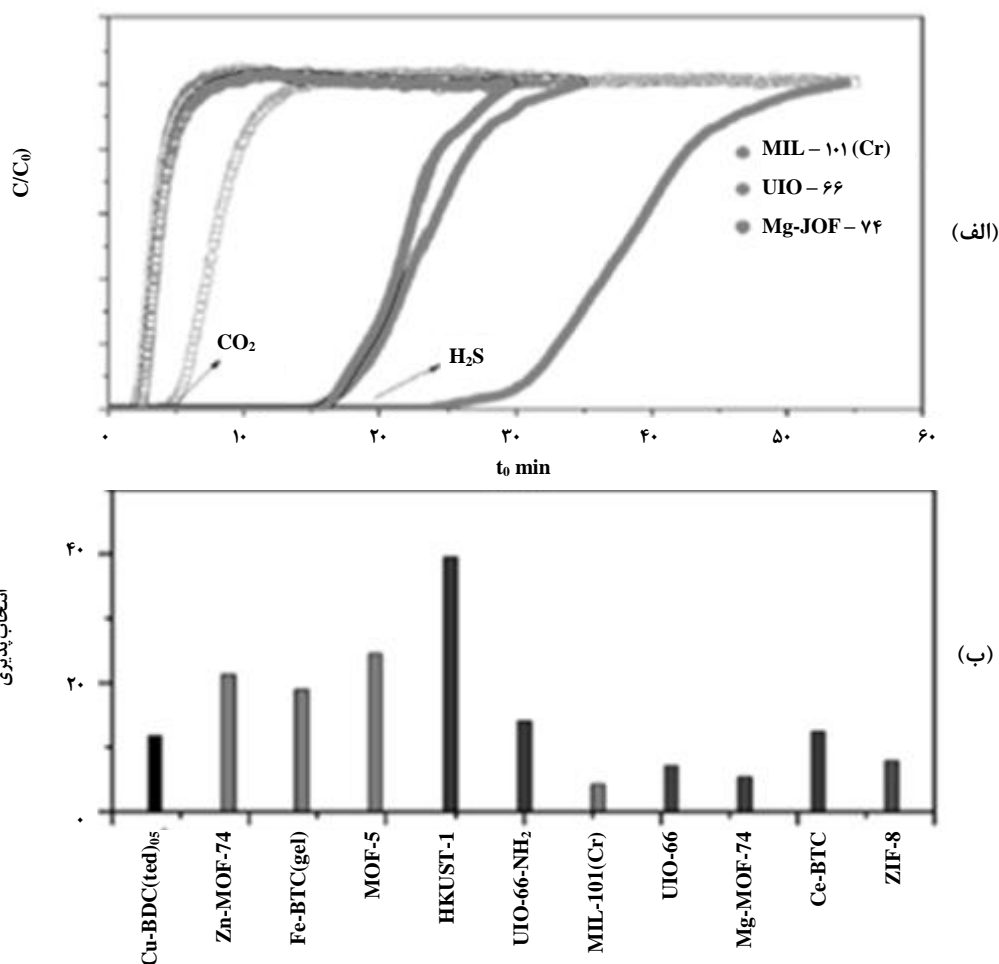 C/C₀)
MIL – ۱۰۱ (Cr)
UIO – ۶۶
Mg-JOF – ۷۴
(الف)
CO₂
H₂S
۰ ۱۰ ۲۰ ۳۰ ۴۰ ۵۰ ۶۰
t₀ min
۴۰
۲۰
۰
انتخاب‌پذیری
(ب)
Cu-BDC(ted)₀₅
Zn-MOF-74
Fe-BTC(gel)
MOF-5
HKUST-1
UIO-66-NH₂
MIL-101(Cr)
UIO-66
Mg-MOF-74
Ce-BTC
ZIF-8